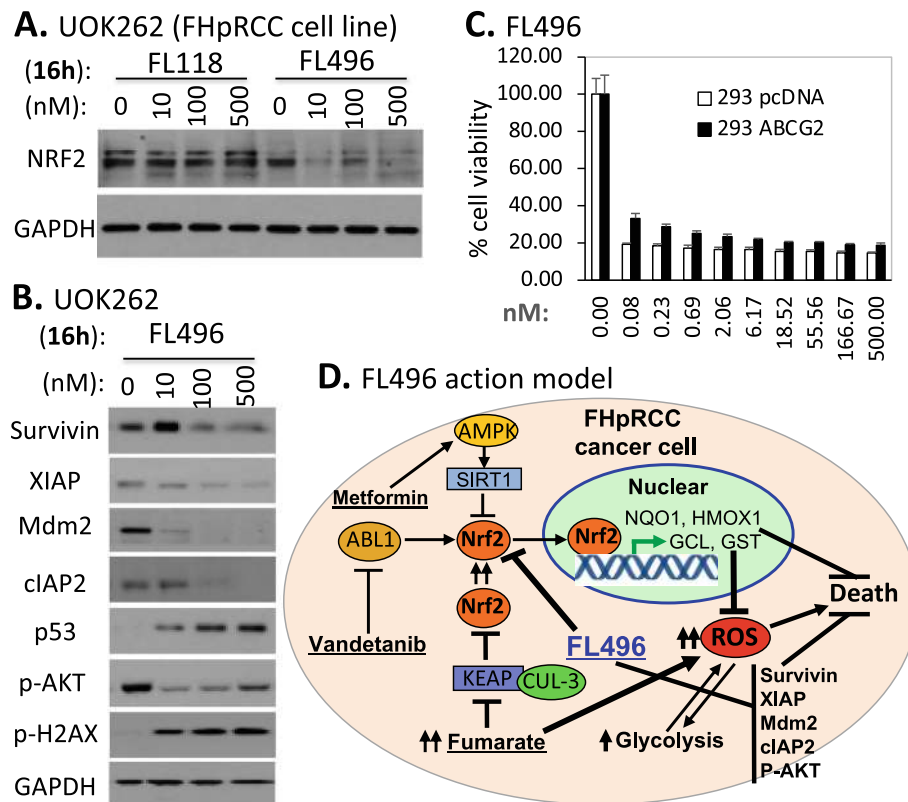 A. UOK262 (FHpRCC cell line)
(16h): FL118 FL496
(nM): 0 10 100 500 0 10 100 500
NRF2
GAPDH
B. UOK262
(16h): FL496
(nM): 0 10 100 500
Survivin
XIAP
Mdm2
cIAP2
p53
p-AKT
p-H2AX
GAPDH
C. FL496
% cell viability
120.00
100.00
80.00
60.00
40.00
20.00
0.00
293 pcDNA
293 ABCG2
nM: 0.00 0.08 0.23 0.69 2.06 6.17 18.52 55.56 166.67 500.00
D. FL496 action model
FHpRCC
cancer cell
AMPK
SIRT1
Metformin
Nuclear
NQO1, HMOX1
GCL, GST
ABL1
Nrf2
Nrf2
Nrf2
Death
Vandetanib
FL496
ROS
KEAP
CUL-3
Fumarate
Glycolysis
Survivin
XIAP
Mdm2
cIAP2
P-AKT